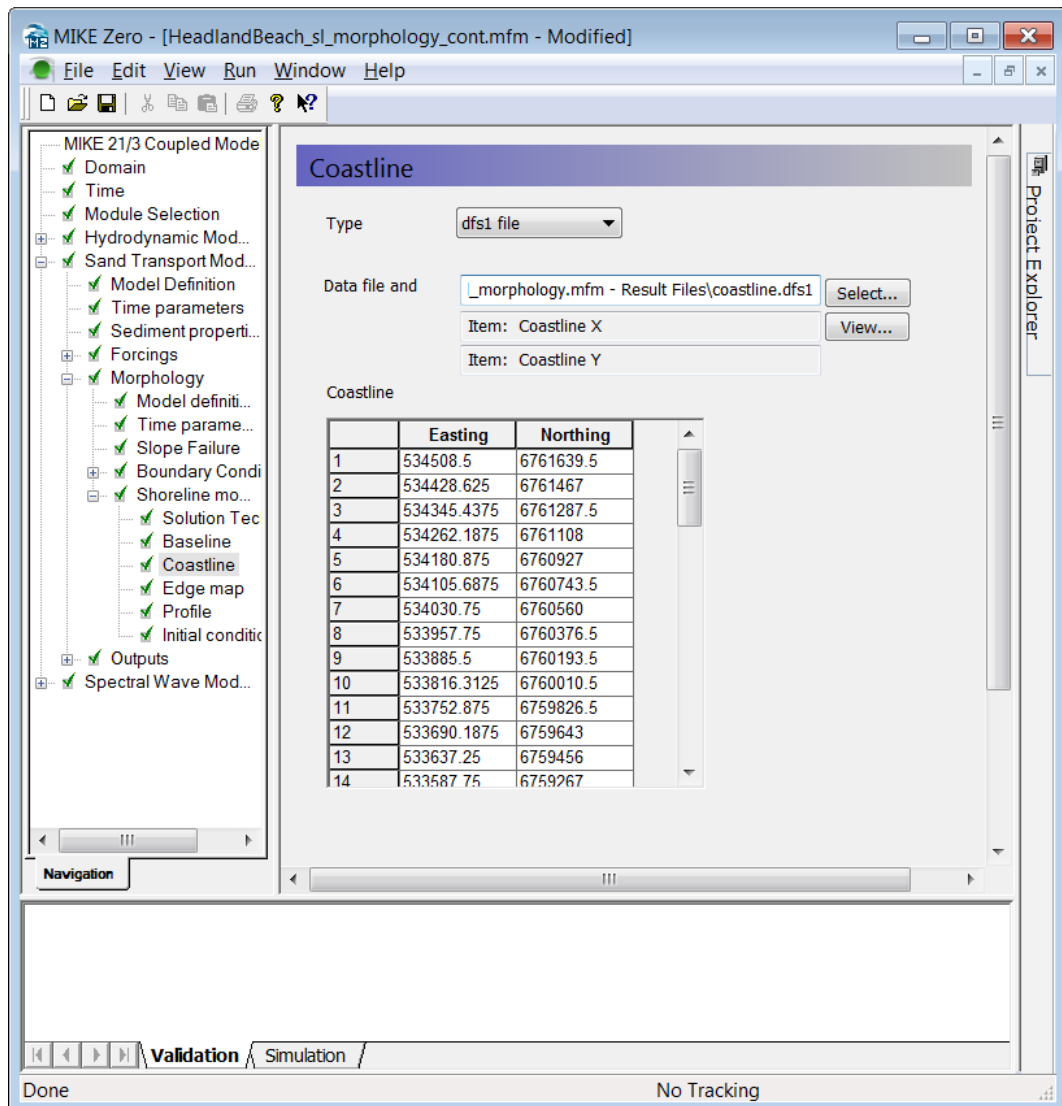 MIKE Zero - [HeadlandBeach_sl_morphology_cont.mfm - Modified]
File Edit View Run Window Help
MIKE 21/3 Coupled Mode
Domain
Time
Module Selection
Hydrodynamic Mod...
Sand Transport Mod...
Model Definition
Time parameters
Sediment properti...
Forcings
Morphology
Model definiti...
Time parame...
Slope Failure
Boundary Condi
Shoreline mo...
Solution Tec
Baseline
Coastline
Edge map
Profile
Initial conditic
Outputs
Spectral Wave Mod...
Navigation
Coastline
Type dfs1 file
Data file and _morphology.mfm - Result Files\coastline.dfs1 Select...
Item: Coastline X View...
Item: Coastline Y
Coastline
Easting Northing
1 534508.5 6761639.5
2 534428.625 6761467
3 534345.4375 6761287.5
4 534262.1875 6761108
5 534180.875 6760927
6 534105.6875 6760743.5
7 534030.75 6760560
8 533957.75 6760376.5
9 533885.5 6760193.5
10 533816.3125 6760010.5
11 533752.875 6759826.5
12 533690.1875 6759643
13 533637.25 6759456
14 533587.75 6759267
Project Explorer
Validation Simulation
Done No Tracking